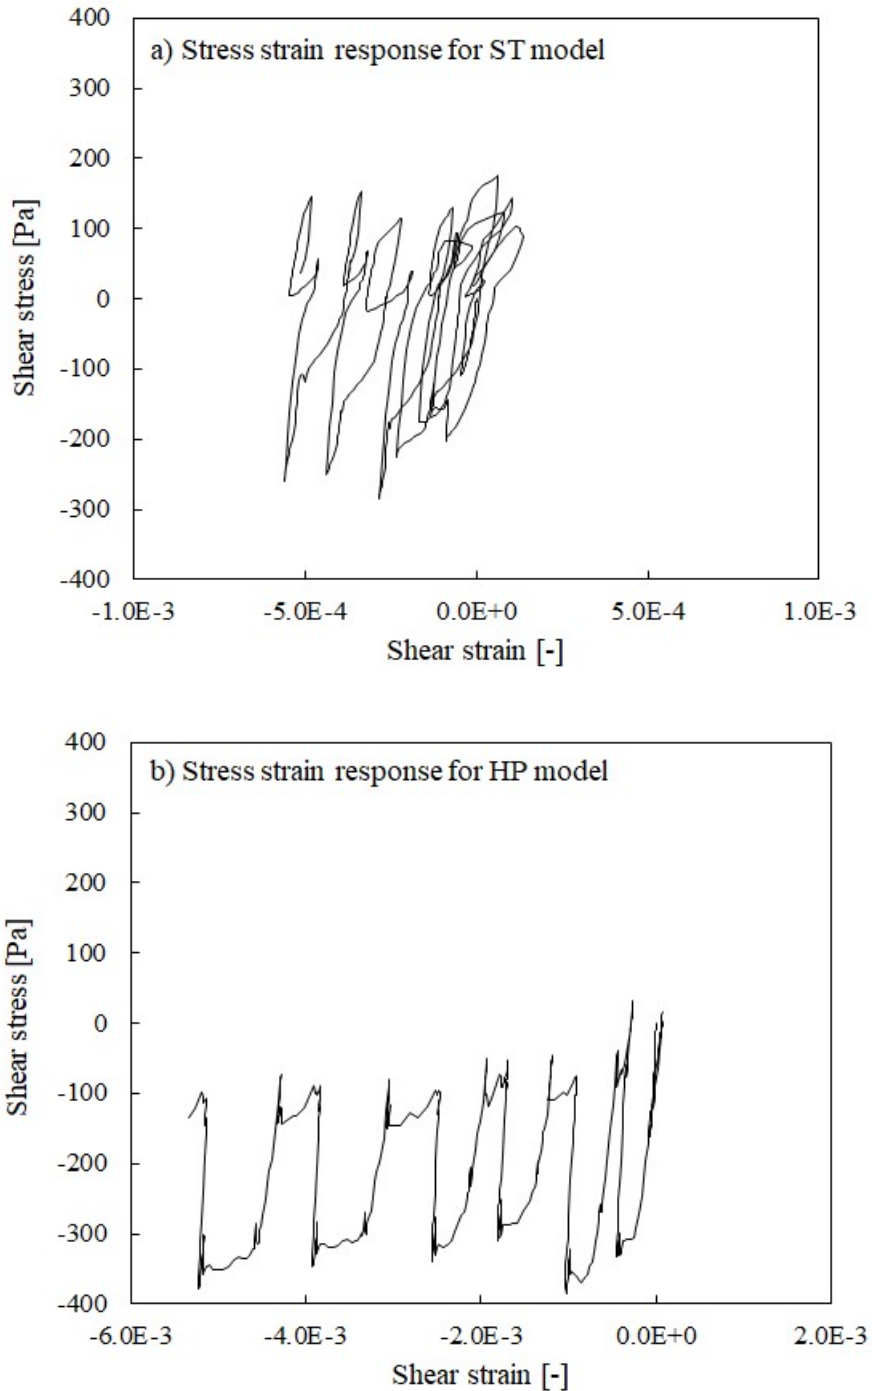 a) Stress strain response for ST model
400
300
200
100
0
-100
-200
-300
-400
Shear stress [Pa]
-1.0E-3 -5.0E-4 0.0E+0 5.0E-4 1.0E-3
Shear strain [-]
b) Stress strain response for HP model
400
300
200
100
0
-100
-200
-300
-400
Shear stress [Pa]
-6.0E-3 -4.0E-3 -2.0E-3 0.0E+0 2.0E-3
Shear strain [-]